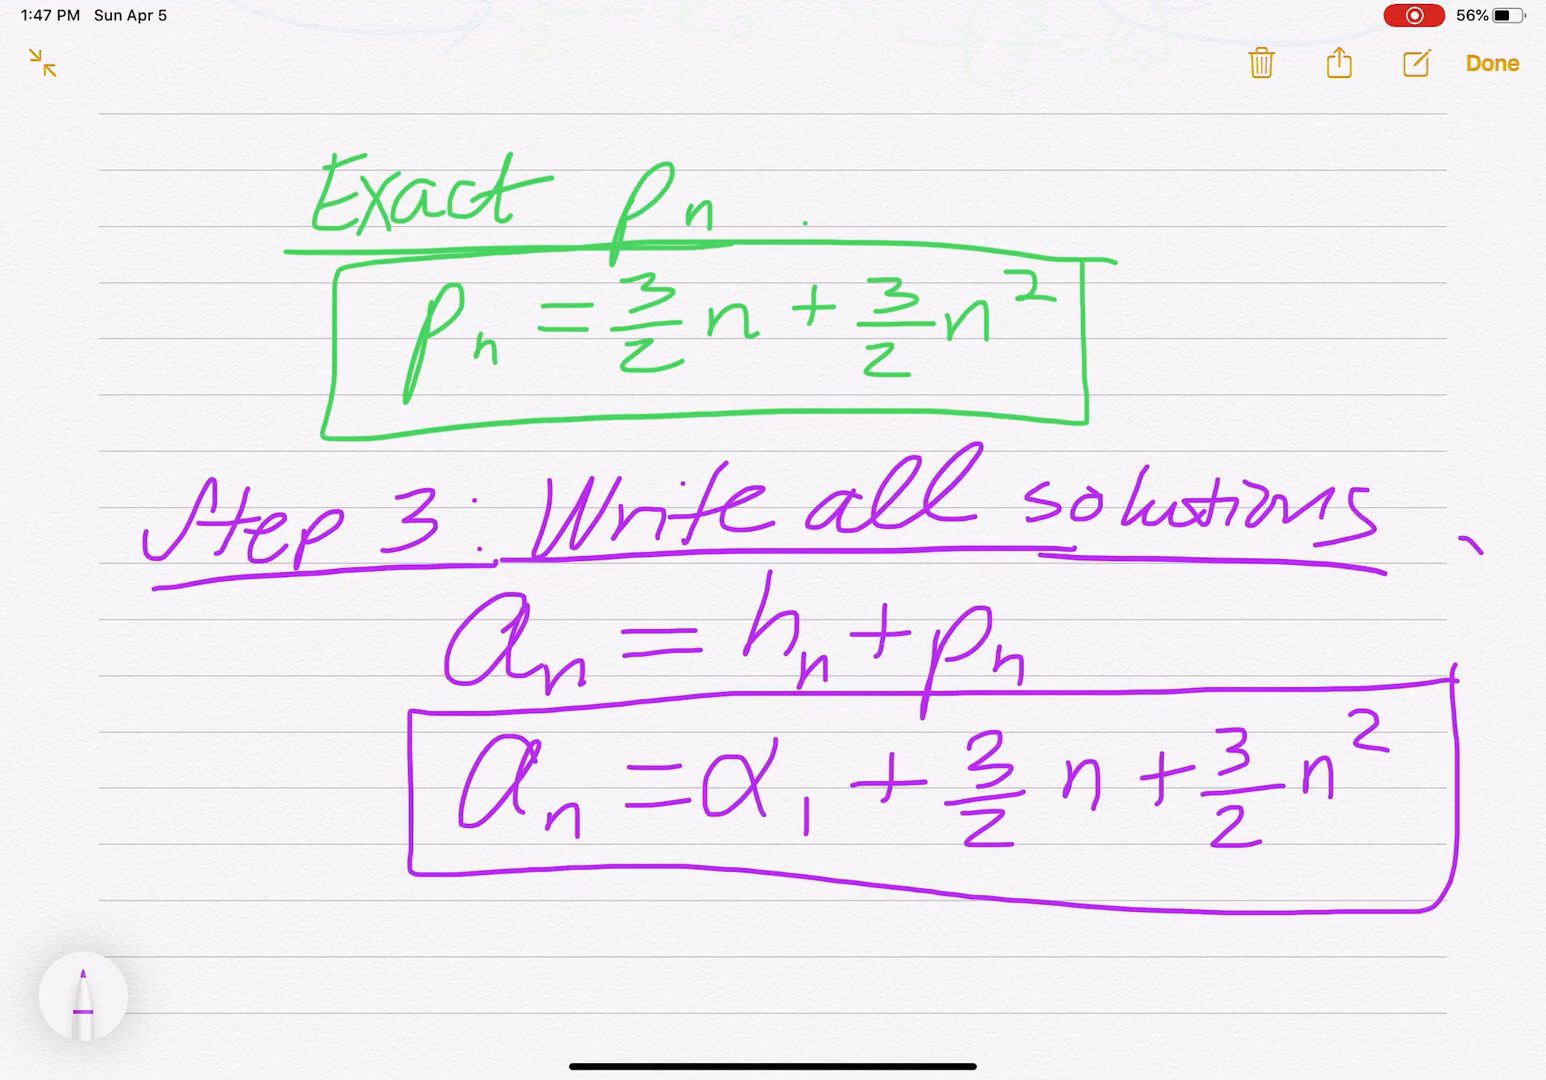 1:47 PM Sun Apr 5 56%
Done
Exact pₙ
pₙ = 3/2 n + 3/2 n²
Step 3: Write all solutions
aₙ = hₙ + pₙ
aₙ = α₁ + 3/2 n + 3/2 n²